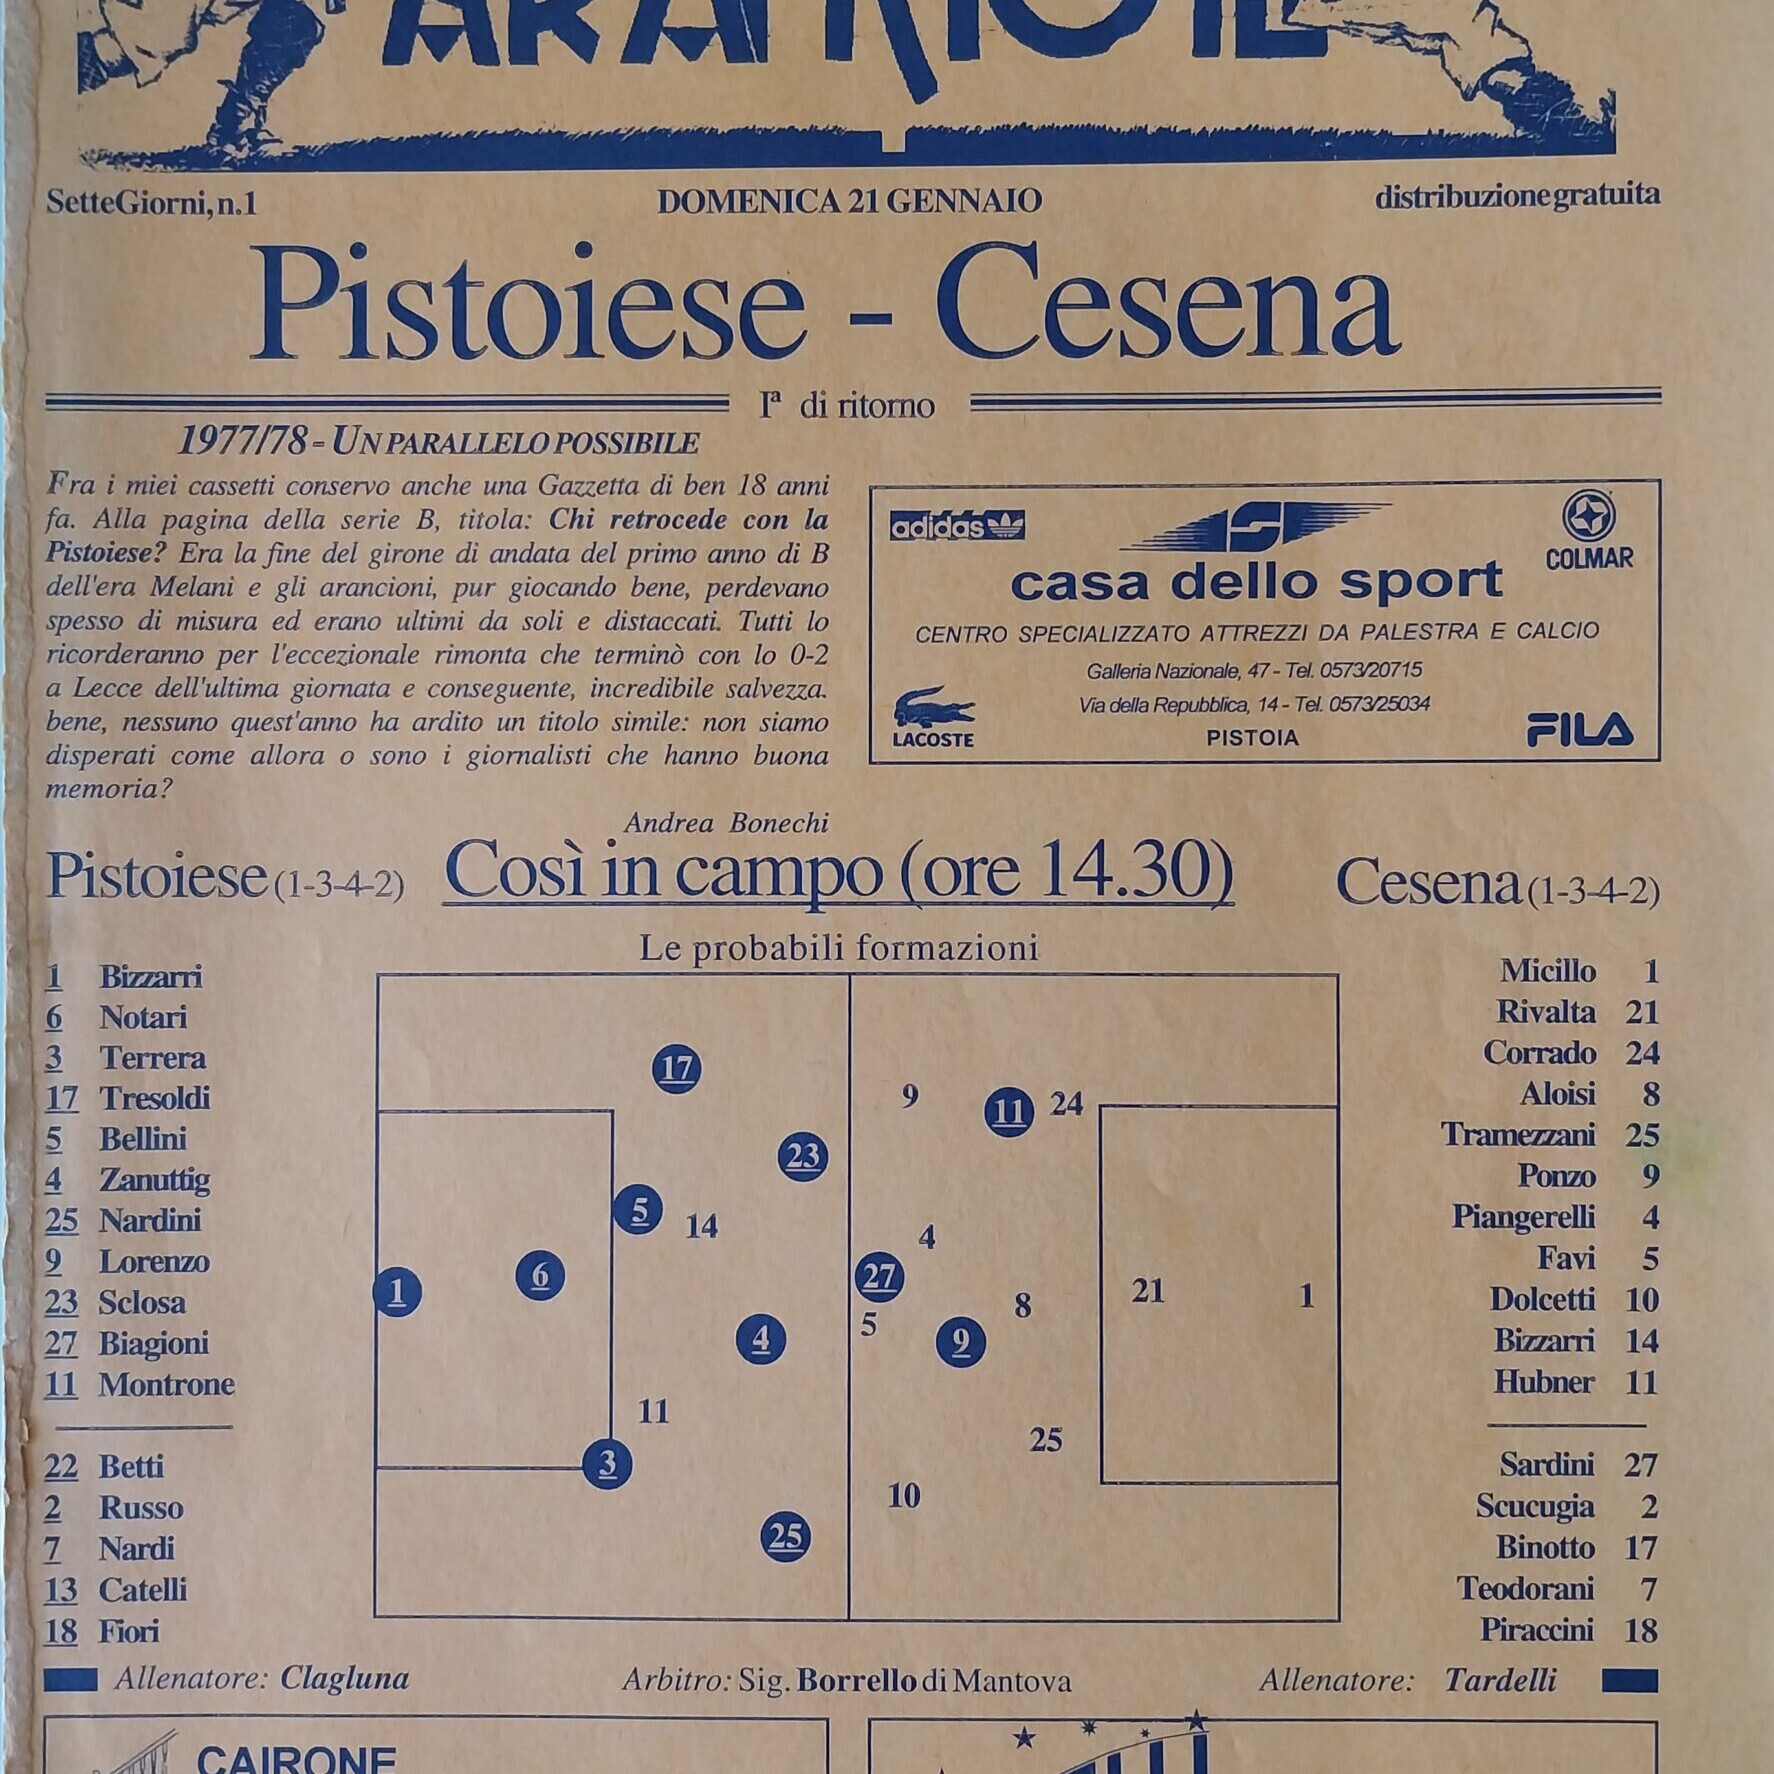 SetteGiorni, n.1
DOMENICA 21 GENNAIO
distribuzione gratuita
Pistoiese - Cesena
Iª di ritorno
1977/78 - UN PARALLELO POSSIBILE
Fra i miei cassetti conservo anche una Gazzetta di ben 18 anni
fa. Alla pagina della serie B, titola: Chi retrocede con la
Pistoiese? Era la fine del girone di andata del primo anno di B
dell'era Melani e gli arancioni, pur giocando bene, perdevano
spesso di misura ed erano ultimi da soli e distaccati. Tutti lo
ricorderanno per l'eccezionale rimonta che terminò con lo 0-2
a Lecce dell'ultima giornata e conseguente, incredibile salvezza.
bene, nessuno quest'anno ha ardito un titolo simile: non siamo
disperati come allora o sono i giornalisti che hanno buona
memoria?
Andrea Bonechi
adidas
COLMAR
casa dello sport
CENTRO SPECIALIZZATO ATTREZZI DA PALESTRA E CALCIO
Galleria Nazionale, 47 - Tel. 0573/20715
Via della Repubblica, 14 - Tel. 0573/25034
PISTOIA
LACOSTE
FILA
Pistoiese (1-3-4-2)
Così in campo (ore 14.30)
Cesena (1-3-4-2)
Le probabili formazioni
1 Bizzarri
6 Notari
3 Terrera
17 Tresoldi
5 Bellini
4 Zanuttig
25 Nardini
9 Lorenzo
23 Sclosa
27 Biagioni
11 Montrone
22 Betti
2 Russo
7 Nardi
13 Catelli
18 Fiori
17
9
11
24
23
5
14
4
6
27
1
21
1
8
5
4
9
11
25
3
10
25
Micillo 1
Rivalta 21
Corrado 24
Aloisi 8
Tramezzani 25
Ponzo 9
Piangerelli 4
Favi 5
Dolcetti 10
Bizzarri 14
Hubner 11
Sardini 27
Scucugia 2
Binotto 17
Teodorani 7
Piraccini 18
Allenatore: Clagluna
Arbitro: Sig. Borrello di Mantova
Allenatore: Tardelli
CAIRONE